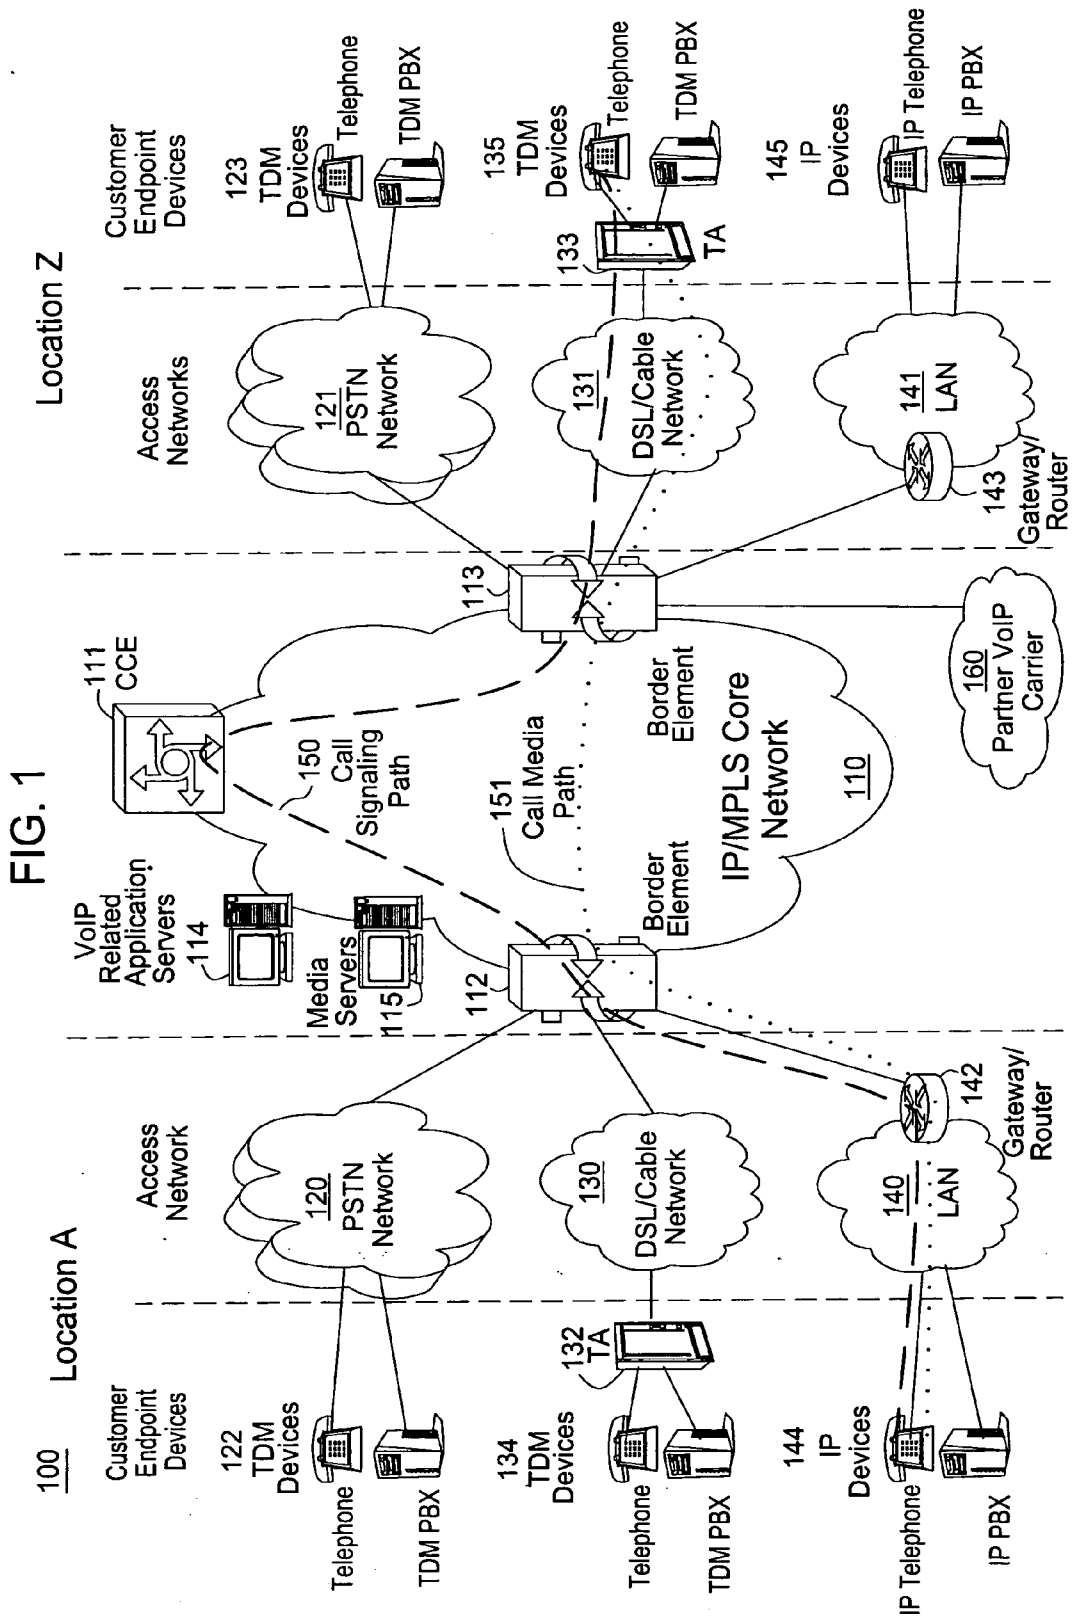 FIG. 1
100
Location A
Location Z
Customer
Endpoint
Devices
Access
Network
VoIP
Related
Application
Servers
114
111
CCE
Access
Networks
Customer
Endpoint
Devices
122
TDM
Devices
Telephone
TDM PBX
120
PSTN
Network
Media
Servers
115
150
Call
Signaling
Path
121
PSTN
Network
123
TDM
Devices
Telephone
TDM PBX
112
113
134
TDM
Devices
Telephone
TDM PBX
132
TA
130
DSL/Cable
Network
151
Call Media
Path
131
DSL/Cable
Network
133
TA
135
TDM
Devices
Telephone
TDM PBX
Border
Element
Border
Element
IP/MPLS Core
Network
110
144
IP
Devices
IP Telephone
IP PBX
140
LAN
142
Gateway/
Router
160
Partner VoIP
Carrier
141
LAN
143
Gateway/
Router
145
IP
Devices
IP Telephone
IP PBX